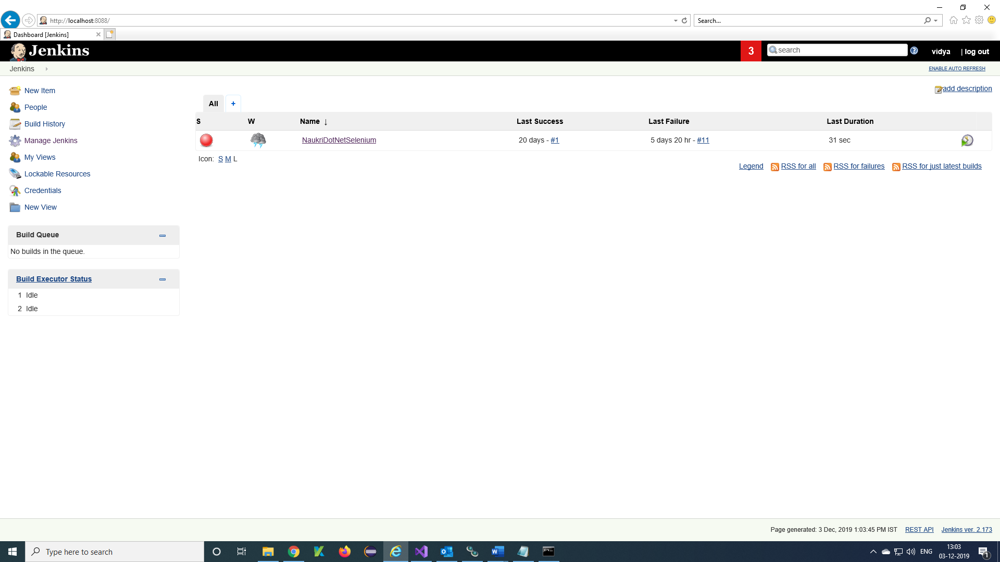 http://localhost:8088/
Search...
Dashboard [Jenkins]
Jenkins
3
search
vidya
| log out
Jenkins
ENABLE AUTO REFRESH
New Item
People
Build History
Manage Jenkins
My Views
Lockable Resources
Credentials
New View
add description
All
+
S W Name ↓ Last Success Last Failure Last Duration
NaukriDotNetSelenium 20 days - #1 5 days 20 hr - #11 31 sec
Icon: S M L
Legend RSS for all RSS for failures RSS for just latest builds
Build Queue
No builds in the queue.
Build Executor Status
1 Idle
2 Idle
Page generated: 3 Dec, 2019 1:03:45 PM IST REST API Jenkins ver. 2.173
Type here to search
ENG
13:03
03-12-2019
1